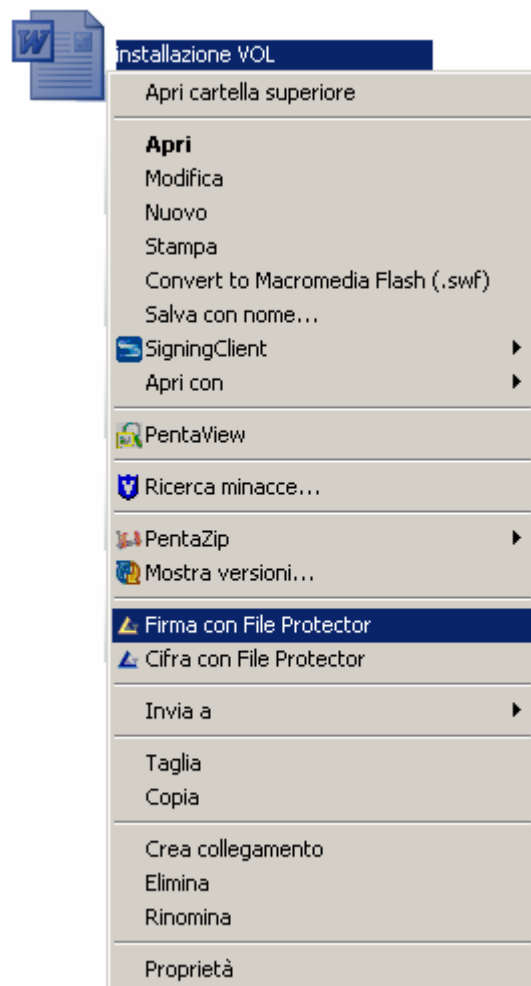 installazione VOL
Apri cartella superiore
Apri
Modifica
Nuovo
Stampa
Convert to Macromedia Flash (.swf)
Salva con nome...
SigningClient
Apri con
PentaView
Ricerca minacce...
PentaZip
Mostra versioni...
Firma con File Protector
Cifra con File Protector
Invia a
Taglia
Copia
Crea collegamento
Elimina
Rinomina
Proprietà